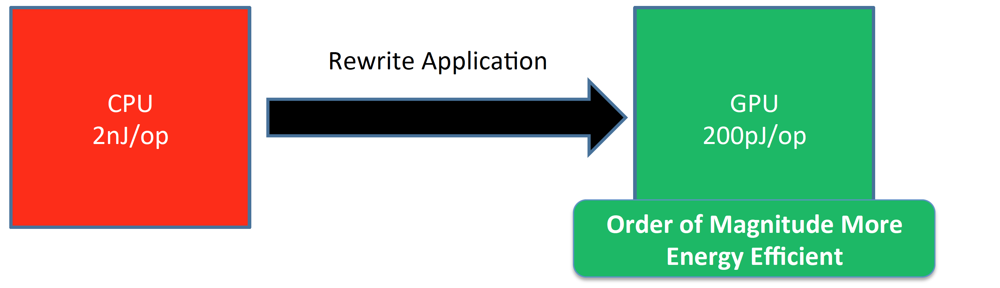 CPU
2nJ/op
Rewrite Application
GPU
200pJ/op
Order of Magnitude More
Energy Efficient